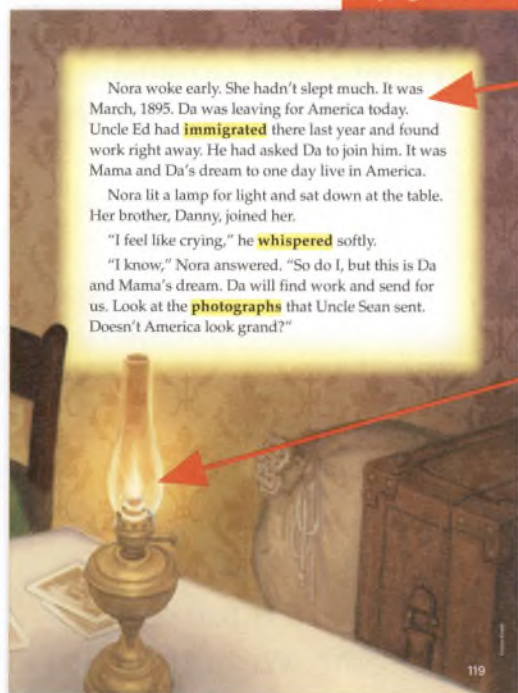 Nora woke early. She hadn't slept much. It was
March, 1895. Da was leaving for America today.
Uncle Ed had immigrated there last year and found
work right away. He had asked Da to join him. It was
Mama and Da's dream to one day live in America.
Nora lit a lamp for light and sat down at the table.
Her brother, Danny, joined her.
"I feel like crying," he whispered softly.
"I know," Nora answered. "So do I, but this is Da
and Mama's dream. Da will find work and send for
us. Look at the photographs that Uncle Sean sent.
Doesn't America look grand?"
119